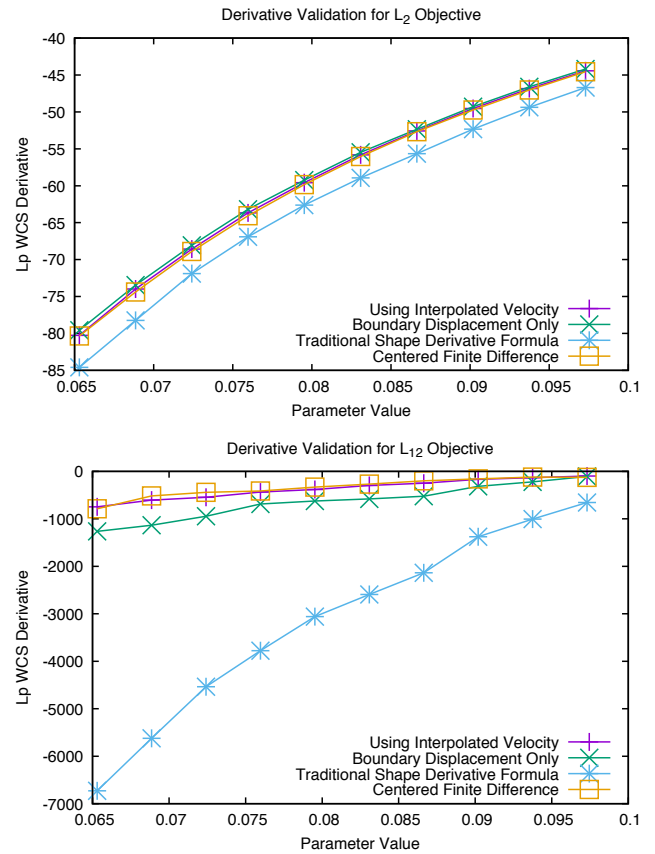 Derivative Validation for L2 Objective
-40
-45
-50
-55
-60
-65
-70
-75
-80
-85
Lp WCS Derivative
Using Interpolated Velocity
Boundary Displacement Only
Traditional Shape Derivative Formula
Centered Finite Difference
0.065 0.07 0.075 0.08 0.085 0.09 0.095 0.1
Parameter Value
Derivative Validation for L12 Objective
0
-1000
-2000
-3000
-4000
-5000
-6000
-7000
Lp WCS Derivative
Using Interpolated Velocity
Boundary Displacement Only
Traditional Shape Derivative Formula
Centered Finite Difference
0.065 0.07 0.075 0.08 0.085 0.09 0.095 0.1
Parameter Value